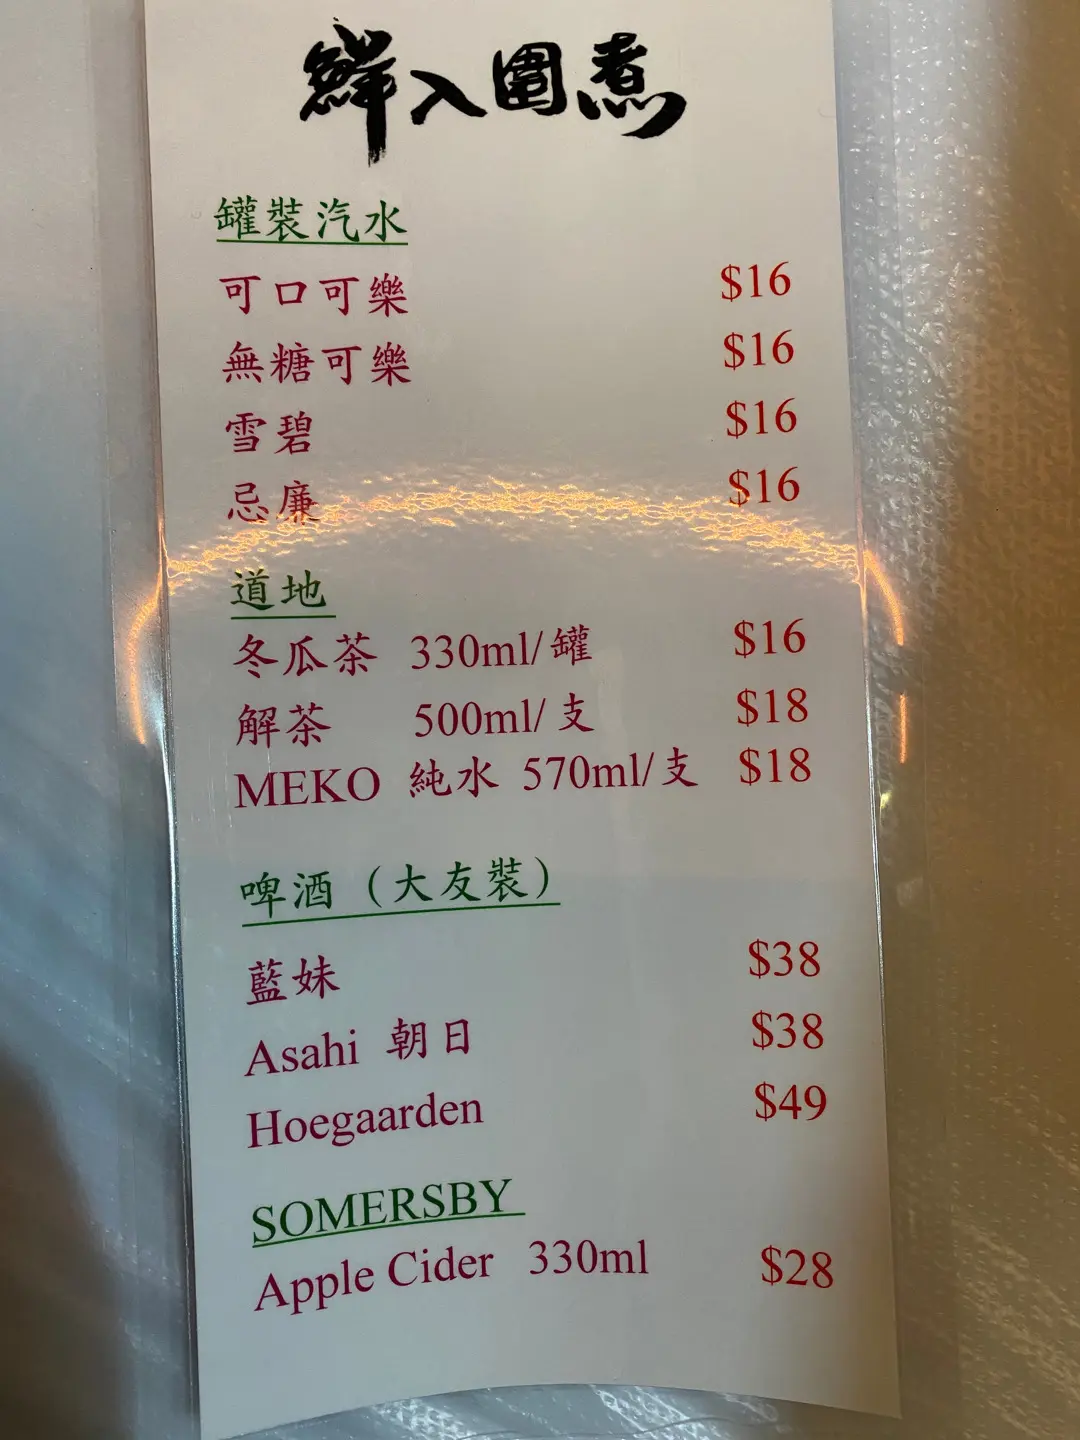 鮮入圍煮
罐裝汽水
可口可樂 $16
無糖可樂 $16
雪碧 $16
忌廉 $16
道地
冬瓜茶 330ml/罐 $16
解茶 500ml/支 $18
MEKO 純水 570ml/支 $18
啤酒（大友裝）
藍妹 $38
Asahi 朝日 $38
Hoegaarden $49
SOMERSBY
Apple Cider 330ml $28